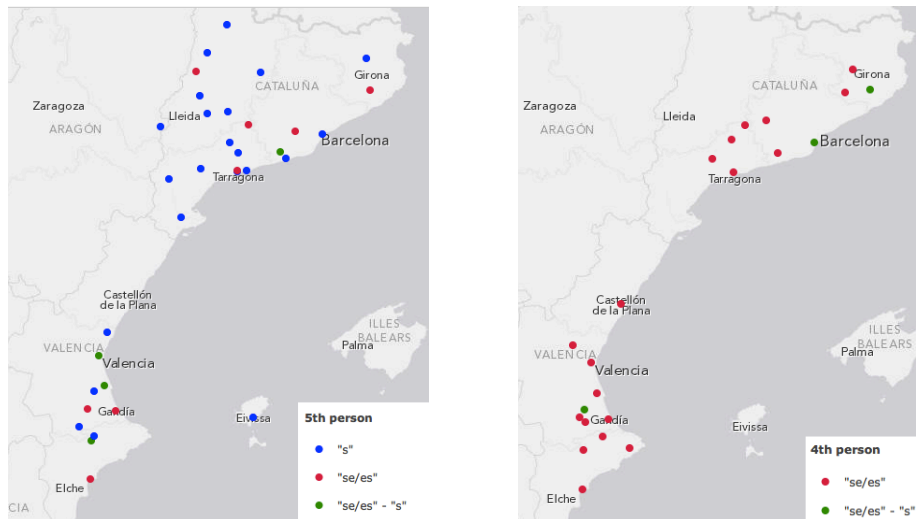 Girona
CATALUÑA
Zaragoza
Lleida
ARAGÓN
Barcelona
Tarragona
Castellón
de la Plana
ILLES
BALEARS
VALENCIA
Palma
Valencia
Gandía
Eivissa
Elche
CIA
5th person
"s"
"se/es"
"se/es" - "s"
Girona
CATALUÑA
Zaragoza
Lleida
ARAGÓN
Barcelona
Tarragona
Castellón
de la Plana
ILLES
BALEARS
VALENCIA
Palma
Valencia
Gandía
Eivissa
Elche
4th person
"se/es"
"se/es" - "s"